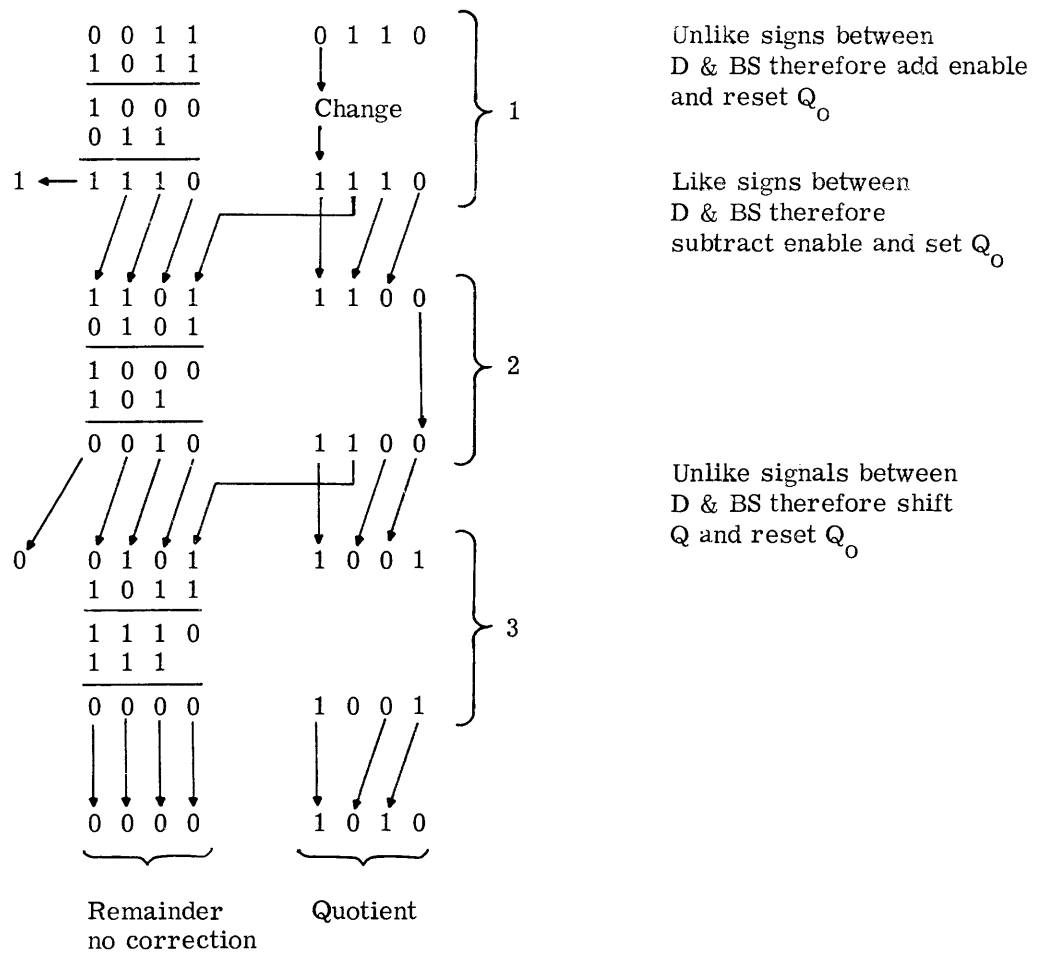 0 0 1 1 0 1 1 0 Unlike signs between
1 0 1 1 D & BS therefore add enable
1 0 0 0 Change 1 and reset Qo
0 1 1
1 1 1 1 0 1 1 1 0 Like signs between
D & BS therefore
subtract enable and set Qo
1 1 0 1 1 1 0 0
0 1 0 1
1 0 0 0 2
1 0 1
0 0 1 0 1 1 0 0
Unlike signals between
D & BS therefore shift
Q and reset Qo
0 0 1 0 1 1 0 0 1
1 0 1 1
1 1 1 0 3
1 1 1
0 0 0 0 1 0 0 1
0 0 0 0 1 0 1 0
Remainder Quotient
no correction